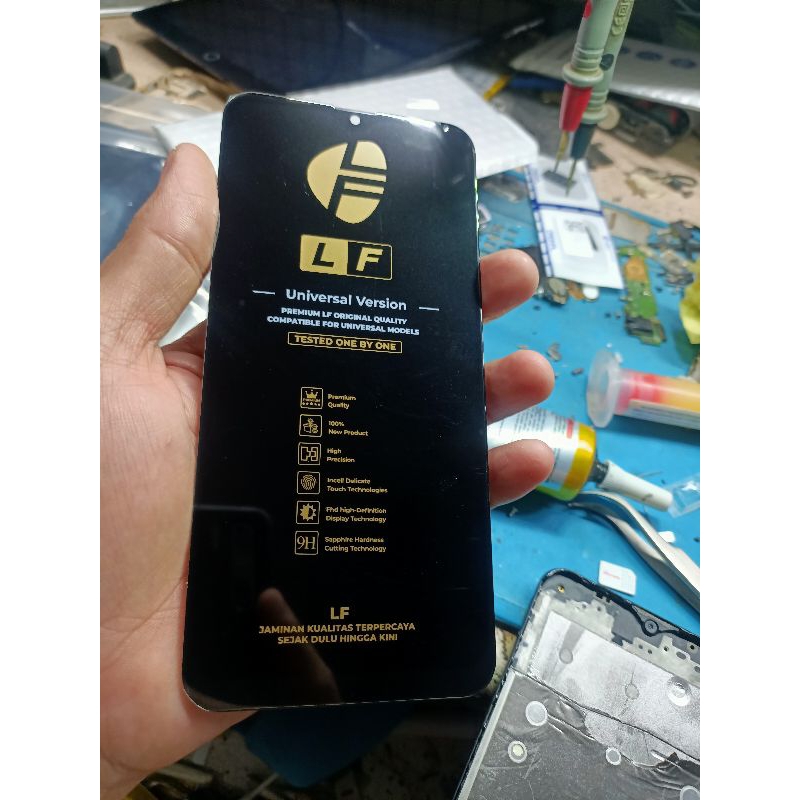 LF
Universal Version
PREMIUM LF ORIGINAL QUALITY
COMPATIBLE FOR UNIVERSAL MODELS
TESTED ONE BY ONE
Premium
Quality
100%
New Product
High
Precision
Incell Delicate
Touch Technologies
Fhd high-Definition
Display Technology
9H
Sapphire Hardness
Cutting Technology
LF
JAMINAN KUALITAS TERPERCAYA
SEJAK DULU HINGGA KINI